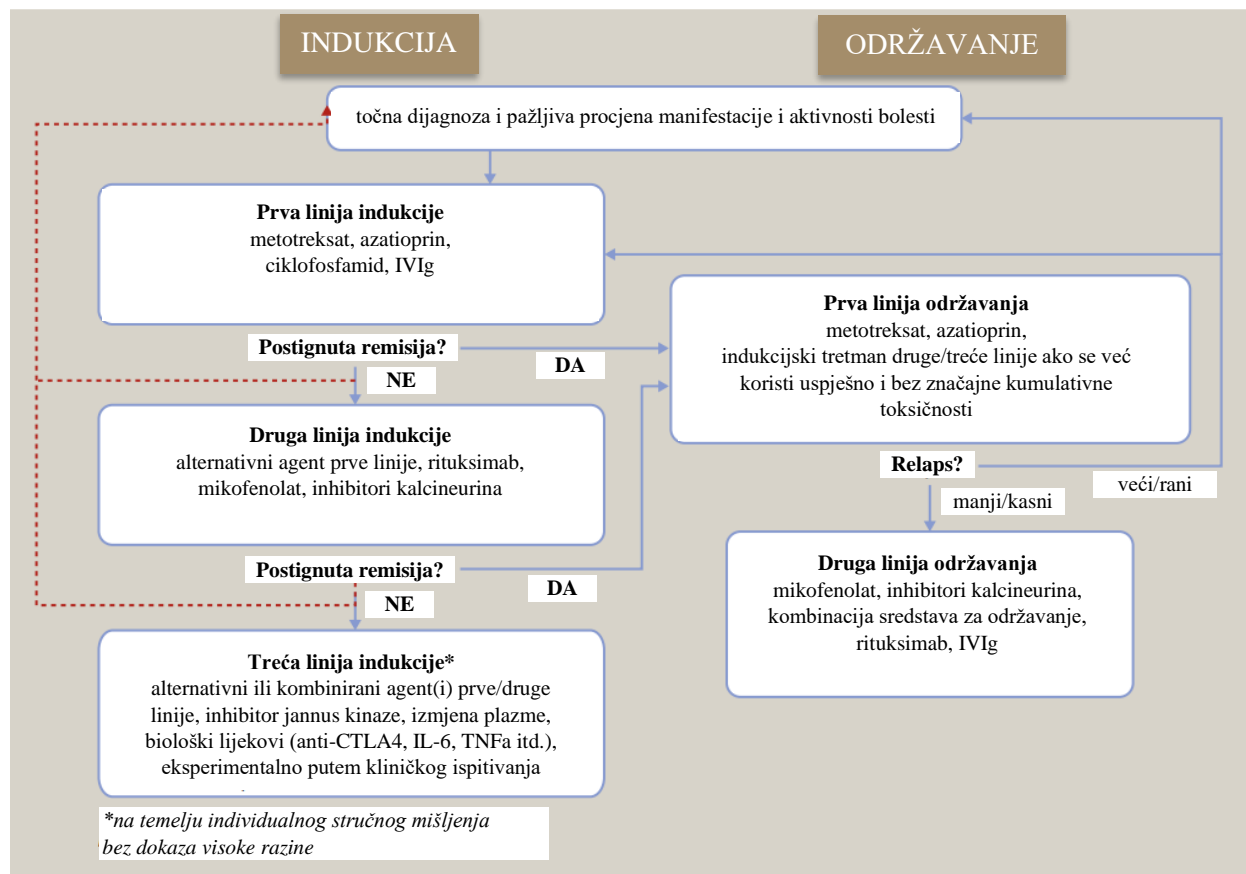 INDUKCIJA
ODRŽAVANJE
točna dijagnoza i pažljiva procjena manifestacije i aktivnosti bolesti
Prva linija indukcije
metotreksat, azatioprin,
ciklofosfamid, IVIg
Postignuta remisija?
DA
NE
Druga linija indukcije
alternativni agent prve linije, rituksimab,
mikofenolat, inhibitori kalcineurina
Postignuta remisija?
DA
NE
Treća linija indukcije*
alternativni ili kombinirani agent(i) prve/druge
linije, inhibitor jannus kinaze, izmjena plazme,
biološki lijekovi (anti-CTLA4, IL-6, TNFa itd.),
eksperimentalno putem kliničkog ispitivanja
*na temelju individualnog stručnog mišljenja
bez dokaza visoke razine
Prva linija održavanja
metotreksat, azatioprin,
indukcijski tretman druge/treće linije ako se već
koristi uspješno i bez značajne kumulativne
toksičnosti
Relaps?
veći/rani
manji/kasni
Druga linija održavanja
mikofenolat, inhibitori kalcineurina,
kombinacija sredstava za održavanje,
rituksimab, IVIg